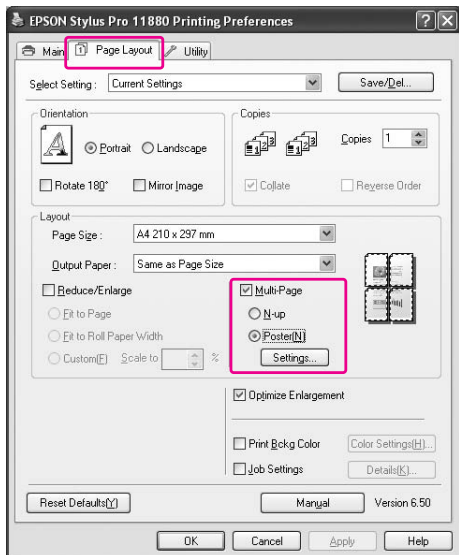 EPSON Stylus Pro 11880 Printing Preferences
Main Page Layout Utility
Select Setting : Current Settings Save/Del...
Orientation
Portrait Landscape
Rotate 180° Mirror Image
Copies
Copies 1
Collate Reverse Order
Layout
Page Size : A4 210 x 297 mm
Output Paper : Same as Page Size
Reduce/Enlarge
Fit to Page
Fit to Roll Paper Width
Custom(F) Scale to %
Multi-Page
N-up
Poster(N)
Settings...
Optimize Enlargement
Print Bckg Color Color Settings(H)...
Job Settings Details(K)...
Reset Defaults(Y) Manual Version 6.50
OK Cancel Apply Help